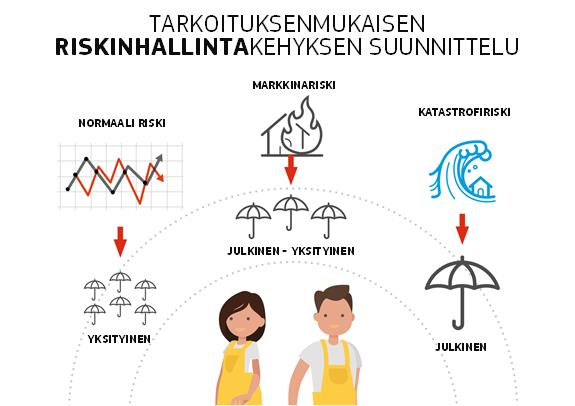 TARKOITUKSENMUKAISEN
RISKINHALLINTAKEHYKSEN SUUNNITTELU
MARKKINARISKI
NORMAALI RISKI
KATASTROFIRISKI
JULKINEN - YKSITYINEN
YKSITYINEN
JULKINEN